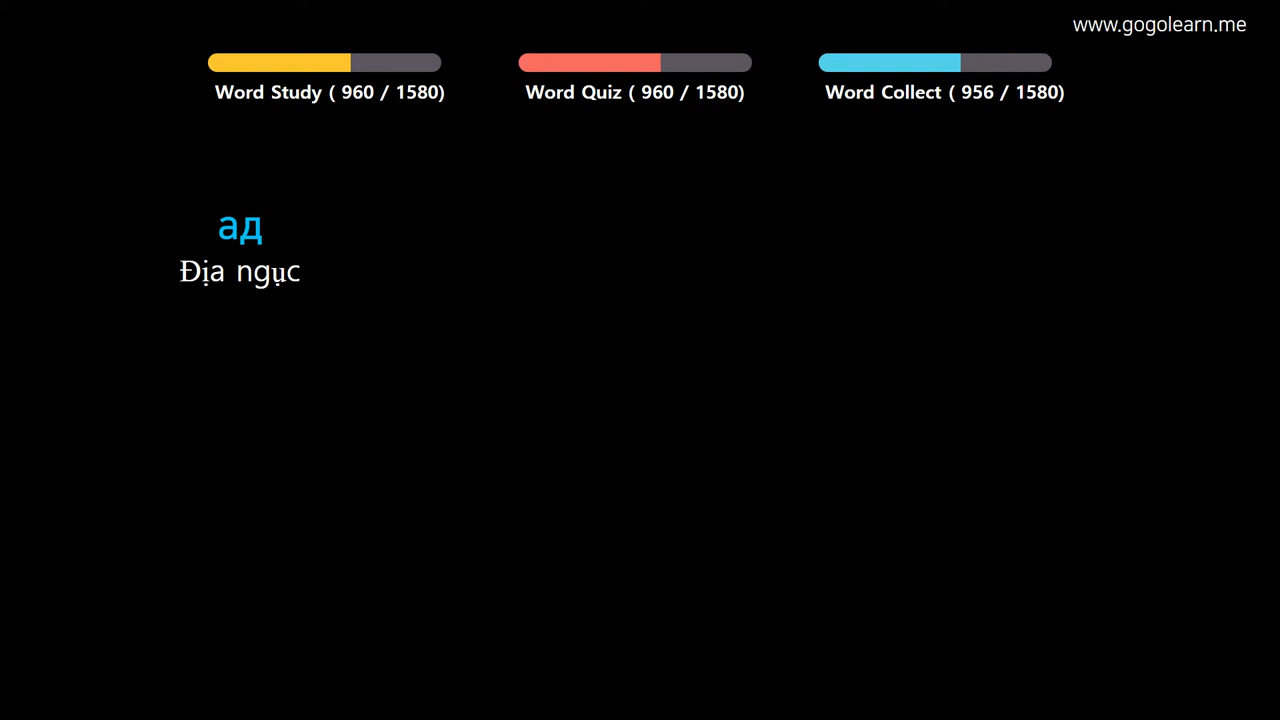 www.gogolearn.me
Word Study ( 960 / 1580)
Word Quiz ( 960 / 1580)
Word Collect ( 956 / 1580)
ад
Địa ngục